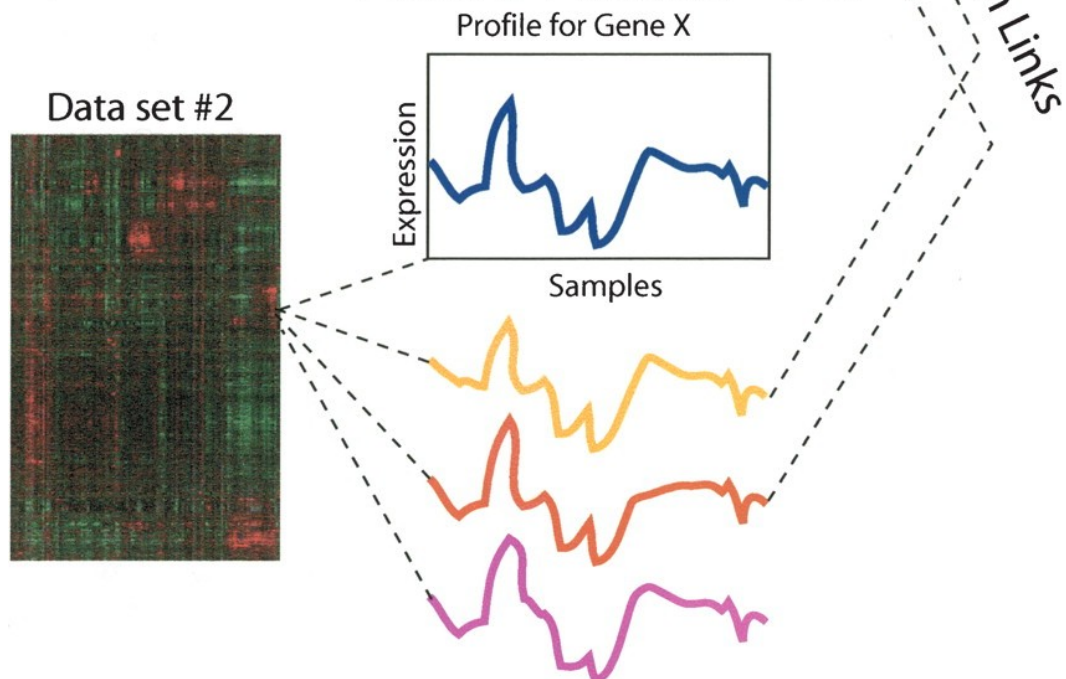 Profile for Gene X
Links
Data set #2
Expression
Samples